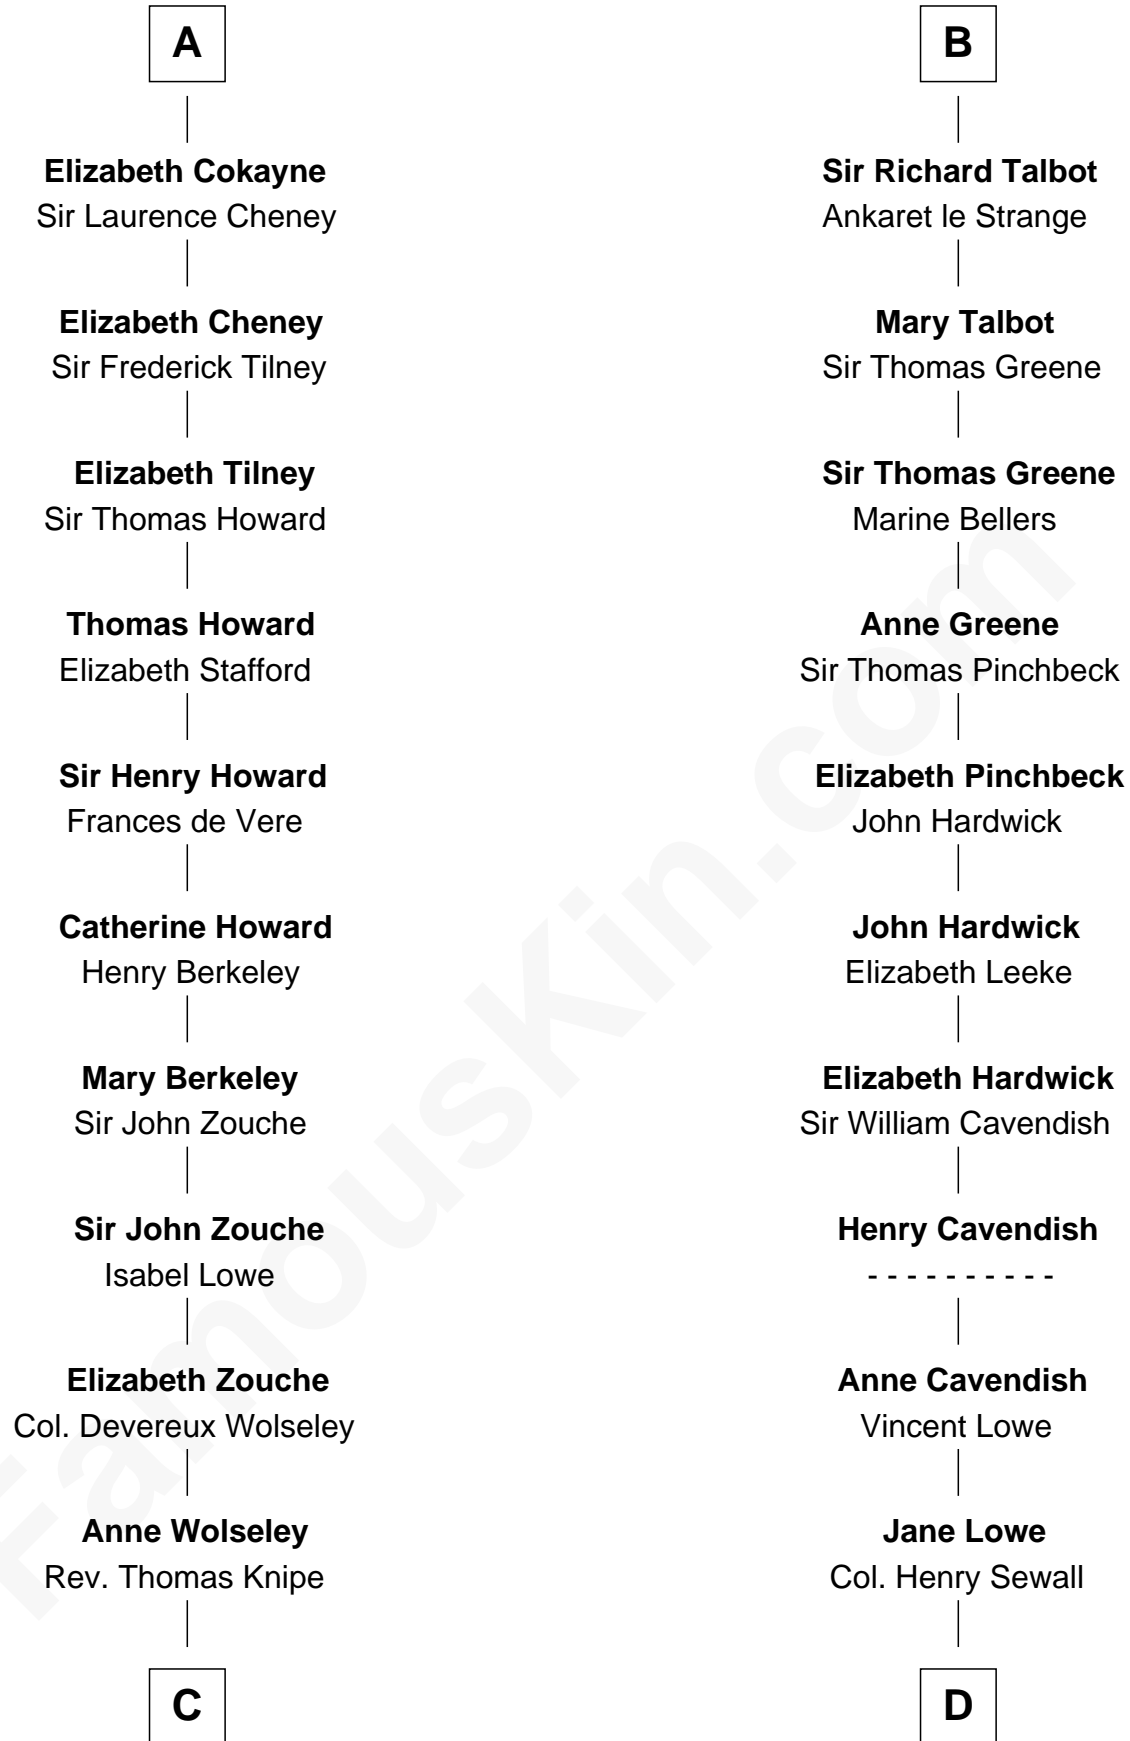 A
Elizabeth Cokayne
Sir Laurence Cheney
Elizabeth Cheney
Sir Frederick Tilney
Elizabeth Tilney
Sir Thomas Howard
Thomas Howard
Elizabeth Stafford
Sir Henry Howard
Frances de Vere
Catherine Howard
Henry Berkeley
Mary Berkeley
Sir John Zouche
Sir John Zouche
Isabel Lowe
Elizabeth Zouche
Col. Devereux Wolseley
Anne Wolseley
Rev. Thomas Knipe
C
B
Sir Richard Talbot
Ankaret le Strange
Mary Talbot
Sir Thomas Greene
Sir Thomas Greene
Marine Bellers
Anne Greene
Sir Thomas Pinchbeck
Elizabeth Pinchbeck
John Hardwick
John Hardwick
Elizabeth Leeke
Elizabeth Hardwick
Sir William Cavendish
Henry Cavendish
- - - - - - - - - -
Anne Cavendish
Vincent Lowe
Jane Lowe
Col. Henry Sewall
D
FamousKin.com